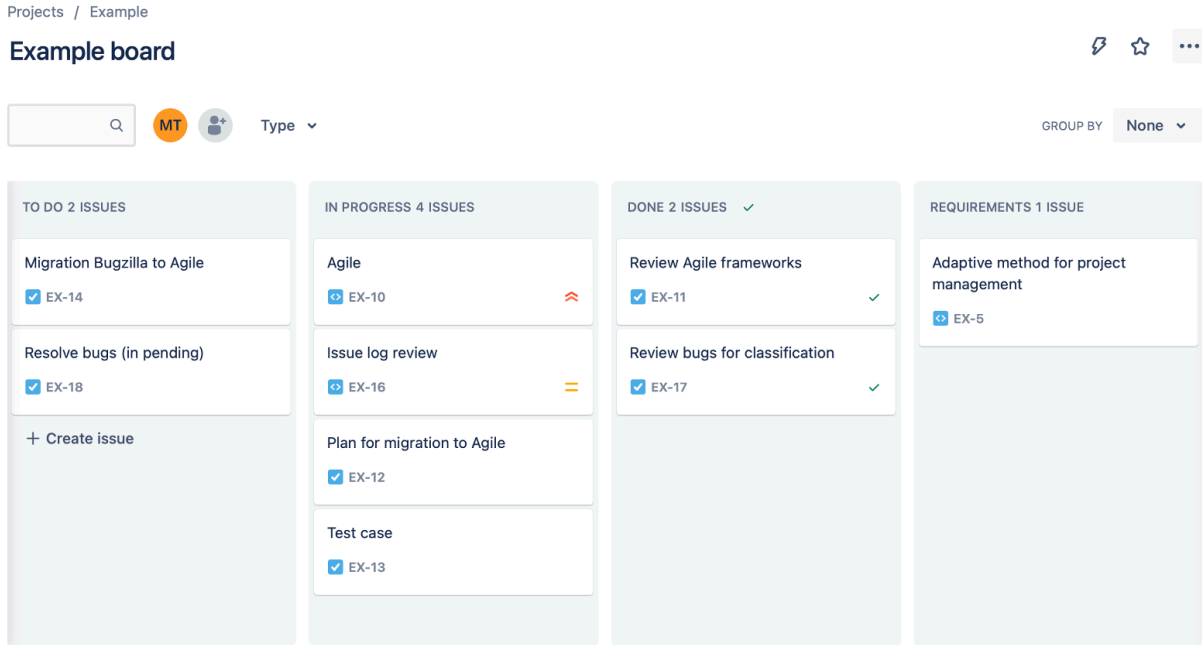 Projects / Example
Example board
MT
Type
GROUP BY
None
TO DO 2 ISSUES
Migration Bugzilla to Agile
EX-14
Resolve bugs (in pending)
EX-18
+ Create issue
IN PROGRESS 4 ISSUES
Agile
EX-10
Issue log review
EX-16
Plan for migration to Agile
EX-12
Test case
EX-13
DONE 2 ISSUES
Review Agile frameworks
EX-11
Review bugs for classification
EX-17
REQUIREMENTS 1 ISSUE
Adaptive method for project
management
EX-5